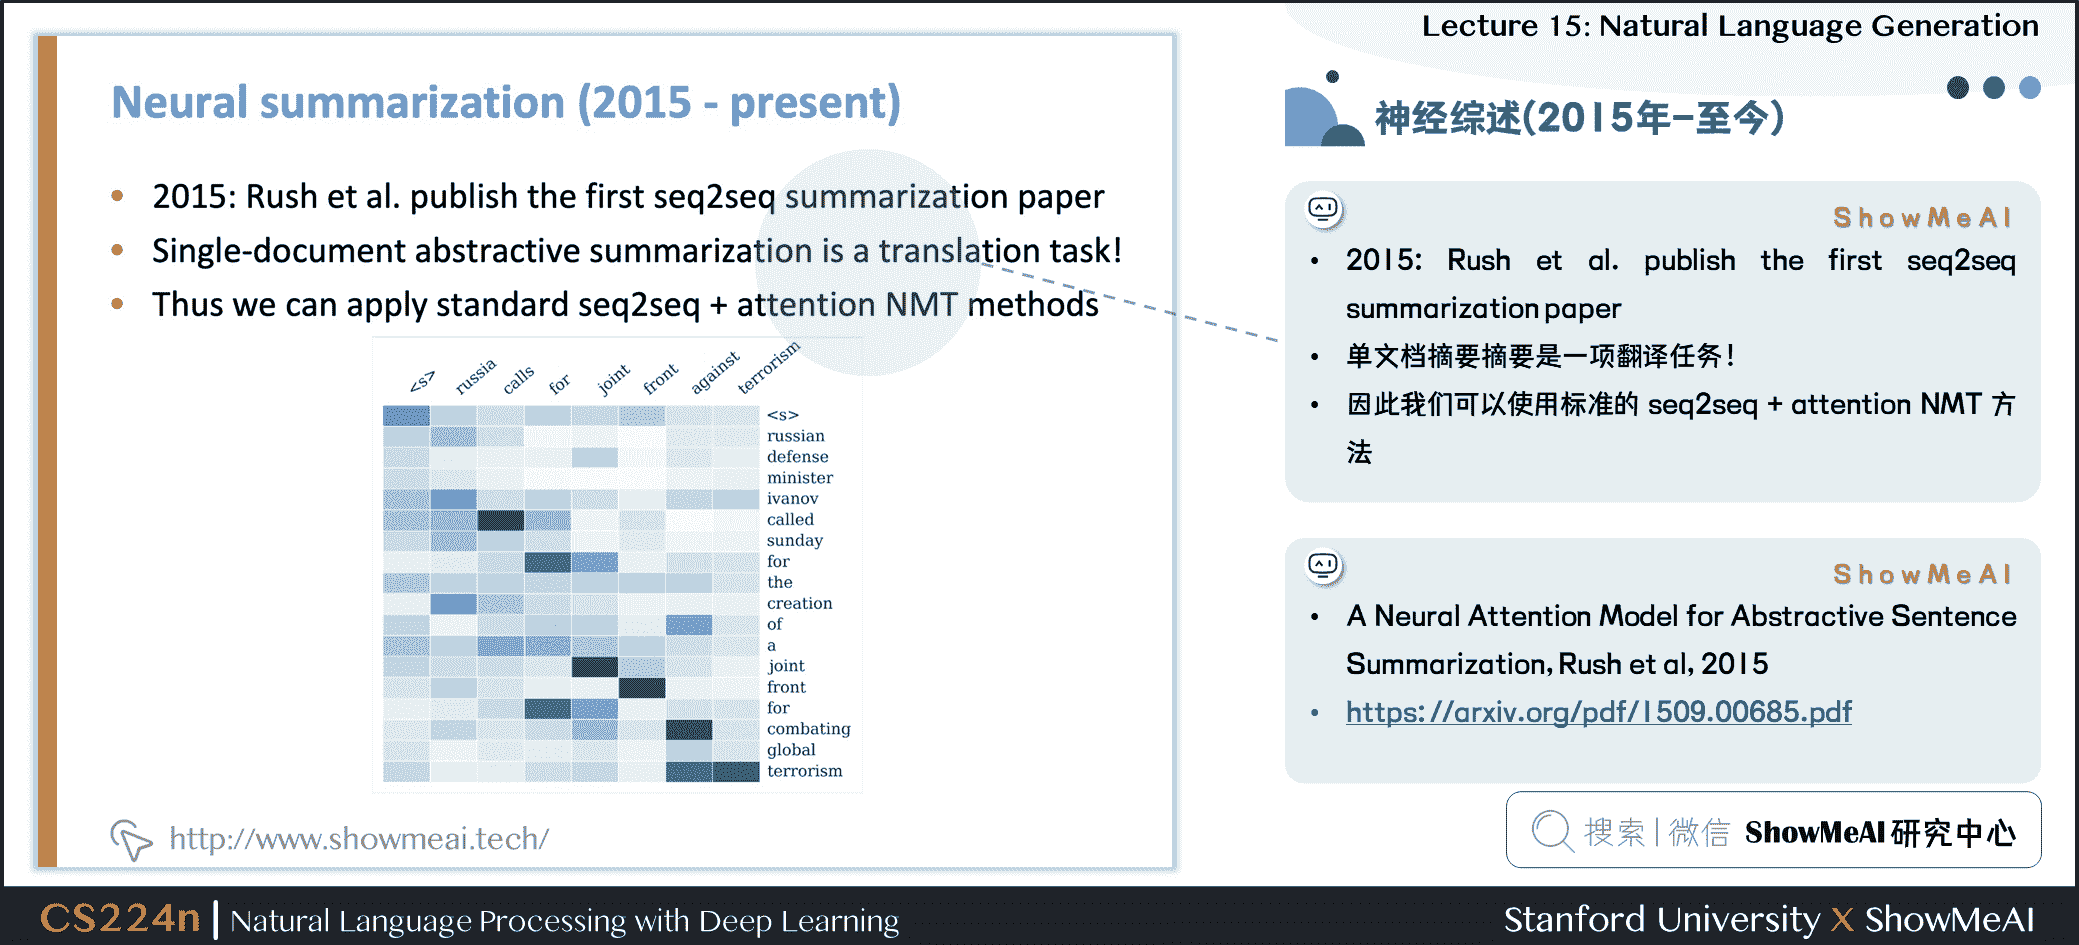 Lecture 15: Natural Language Generation
Neural summarization (2015 - present)
• 2015: Rush et al. publish the first seq2seq summarization paper
• Single-document abstractive summarization is a translation task!
• Thus we can apply standard seq2seq + attention NMT methods
<s> russia calls for joint front against terrorism
<s>
russian
defense
minister
ivanov
called
sunday
for
the
creation
of
a
joint
front
for
combating
global
terrorism
http://www.showmeai.tech/
神经综述(2015年-至今)
ShowMeAI
• 2015: Rush et al. publish the first seq2seq
summarization paper
• 单文档摘要摘要是一项翻译任务!
• 因此我们可以使用标准的 seq2seq + attention NMT 方
法
ShowMeAI
• A Neural Attention Model for Abstractive Sentence
Summarization, Rush et al, 2015
• https://arxiv.org/pdf/1509.00685.pdf
搜索|微信 ShowMeAI 研究中心
CS224n | Natural Language Processing with Deep Learning
Stanford University X ShowMeAI